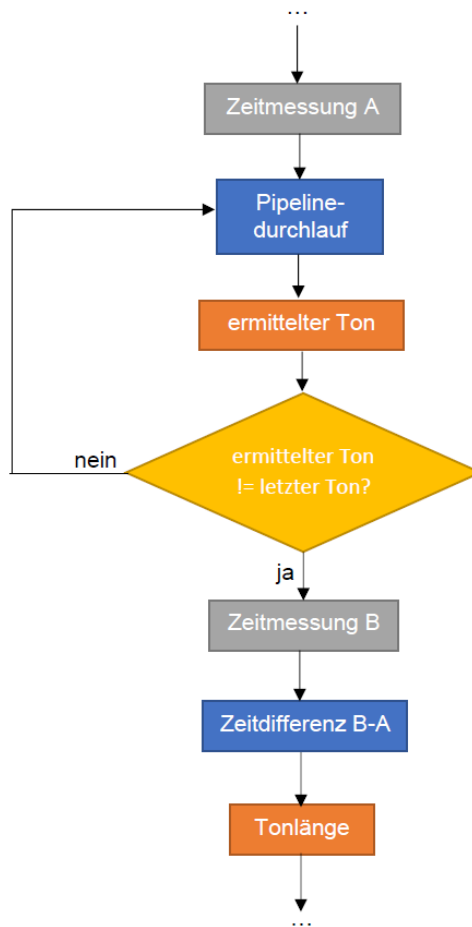 ...
Zeitmessung A
Pipeline-
durchlauf
ermittelter Ton
ermittelter Ton
!= letzter Ton?
nein
ja
Zeitmessung B
Zeitdifferenz B-A
Tonlänge
...